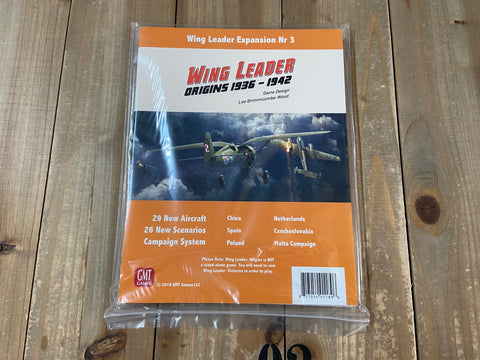 Wing Leader Expansion Nr 3
WING LEADER
ORIGINS 1936 – 1942
Game Design
Lee Brimmicombe-Wood
29 New Aircraft China Netherlands
26 New Scenarios Spain Czechoslovakia
Campaign System Poland Malta Campaign
Please Note: Wing Leader: Origins is NOT
a stand-alone game. You will need to own
Wing Leader: Victories in order to play.
GMT
GAMES
© 2019 GMT Games LLC